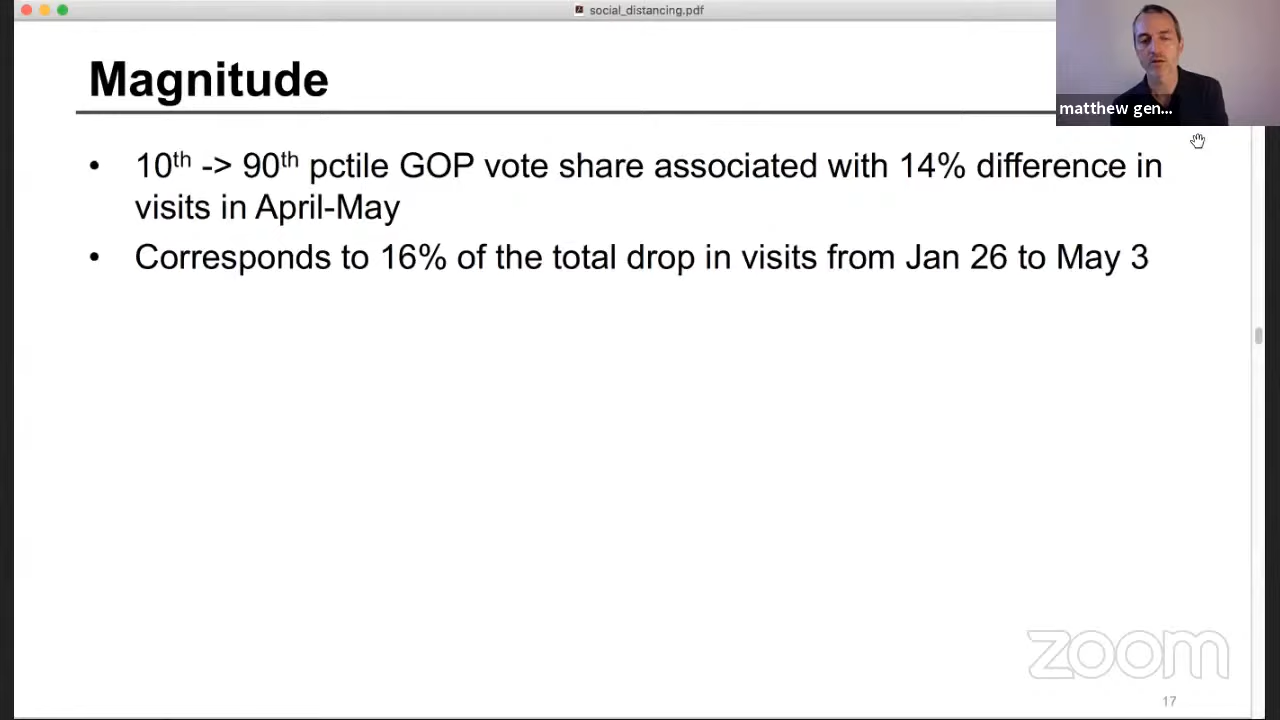 social_distancing.pdf
Magnitude
matthew gen...
• 10th -> 90th pctile GOP vote share associated with 14% difference in
visits in April-May
• Corresponds to 16% of the total drop in visits from Jan 26 to May 3
zoom
17